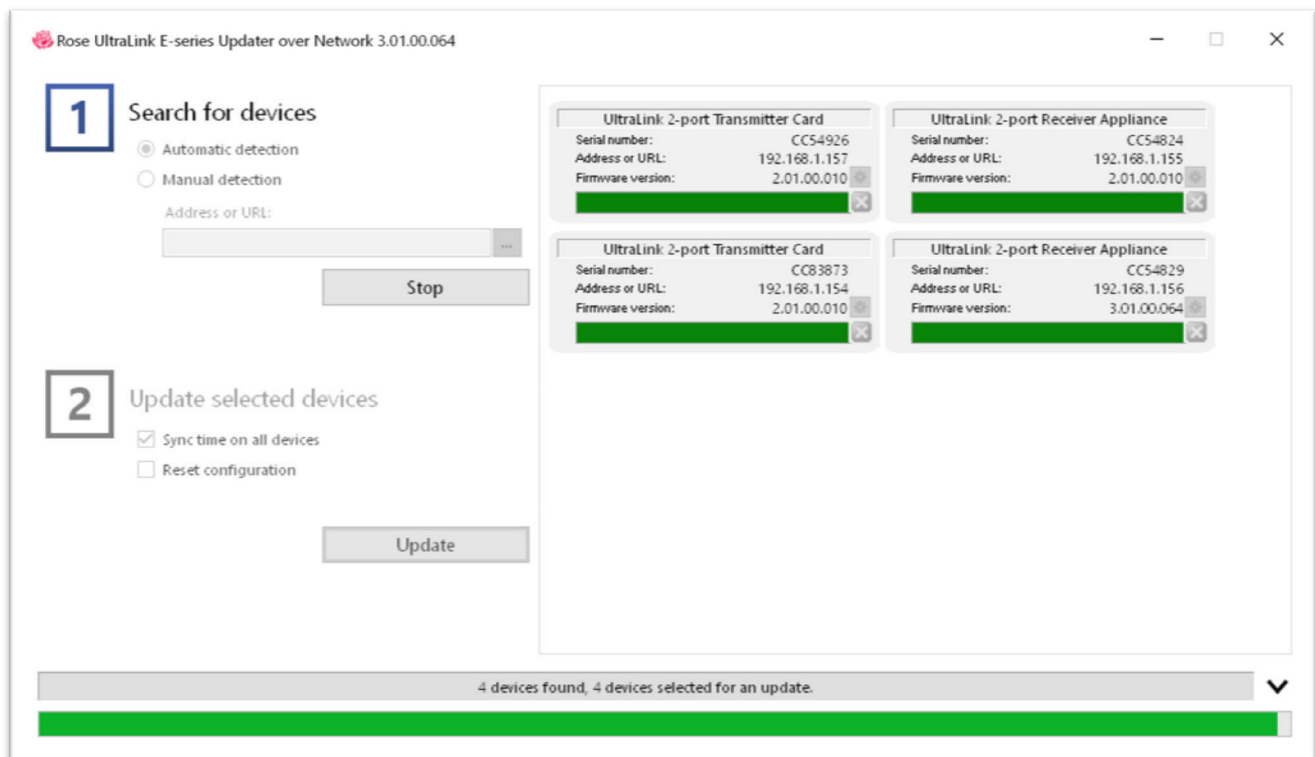 Rose UltraLink E-series Updater over Network 3.01.00.064
1
Search for devices
Automatic detection
Manual detection
Address or URL:
...
Stop
2
Update selected devices
Sync time on all devices
Reset configuration
Update
UltraLink 2-port Transmitter Card
Serial number: CC54926
Address or URL: 192.168.1.157
Firmware version: 2.01.00.010
UltraLink 2-port Receiver Appliance
Serial number: CC54824
Address or URL: 192.168.1.155
Firmware version: 2.01.00.010
UltraLink 2-port Transmitter Card
Serial number: CC83873
Address or URL: 192.168.1.154
Firmware version: 2.01.00.010
UltraLink 2-port Receiver Appliance
Serial number: CC54829
Address or URL: 192.168.1.156
Firmware version: 3.01.00.064
4 devices found, 4 devices selected for an update.